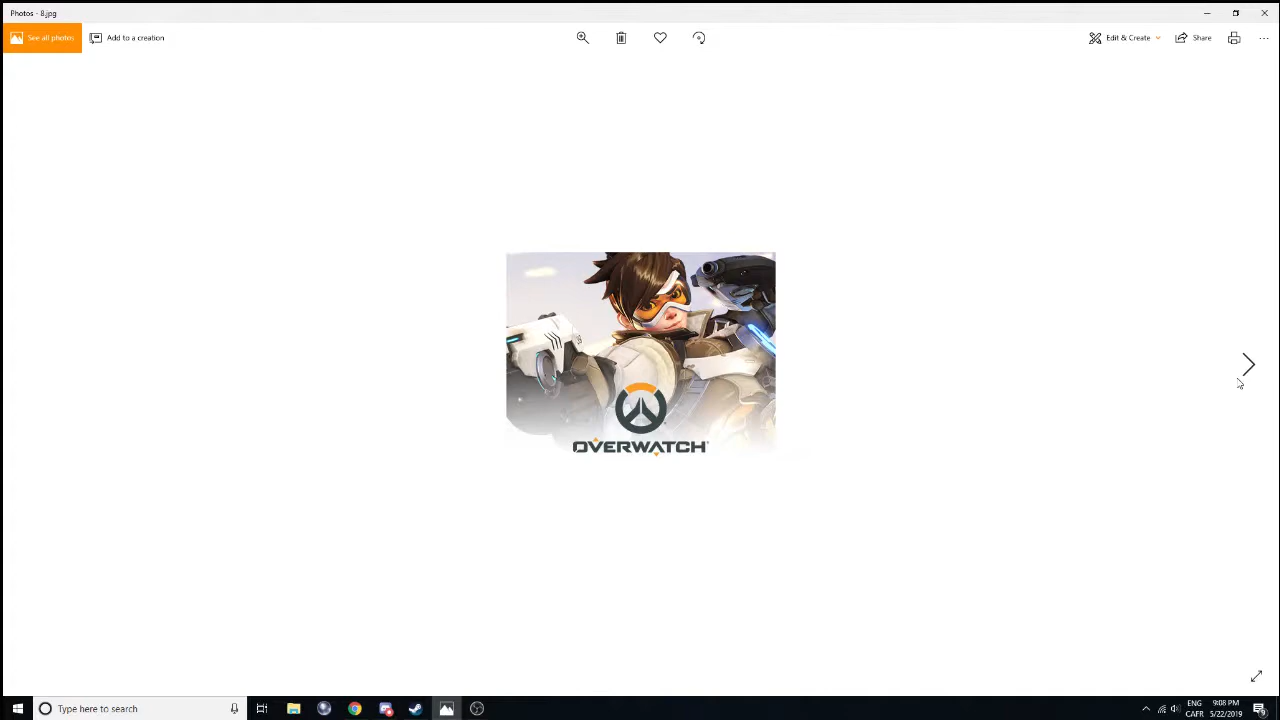 Photos - 8.jpg
See all photos
Add to a creation
Edit & Create
Share
OVERWATCH
Type here to search
ENG
CAFR
9:08 PM
5/22/2019